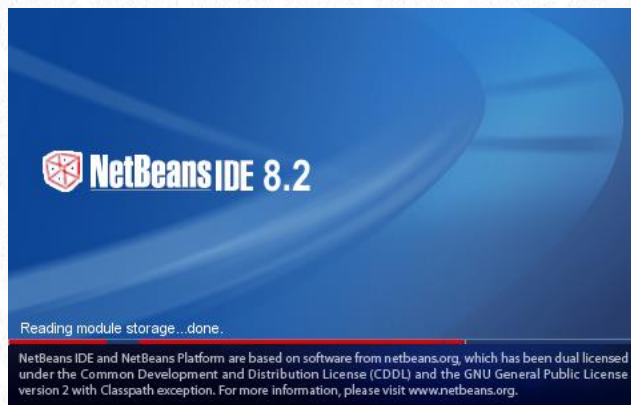 NetBeans IDE 8.2
Reading module storage...done.
NetBeans IDE and NetBeans Platform are based on software from netbeans.org, which has been dual licensed
under the Common Development and Distribution License (CDDL) and the GNU General Public License
version 2 with Classpath exception. For more information, please visit www.netbeans.org.